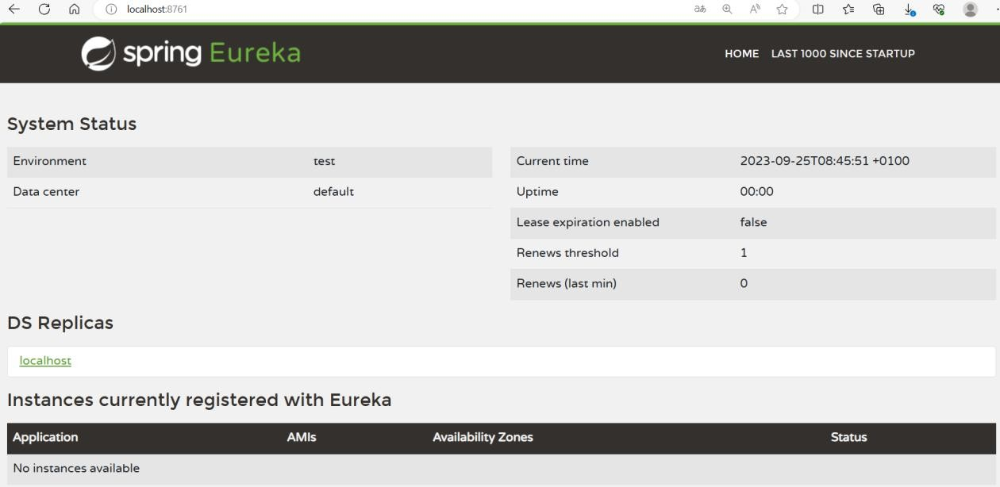 localhost:8761
spring Eureka
HOME LAST 1000 SINCE STARTUP
System Status
Environment test
Data center default
Current time 2023-09-25T08:45:51 +0100
Uptime 00:00
Lease expiration enabled false
Renews threshold 1
Renews (last min) 0
DS Replicas
localhost
Instances currently registered with Eureka
Application AMIs Availability Zones Status
No instances available